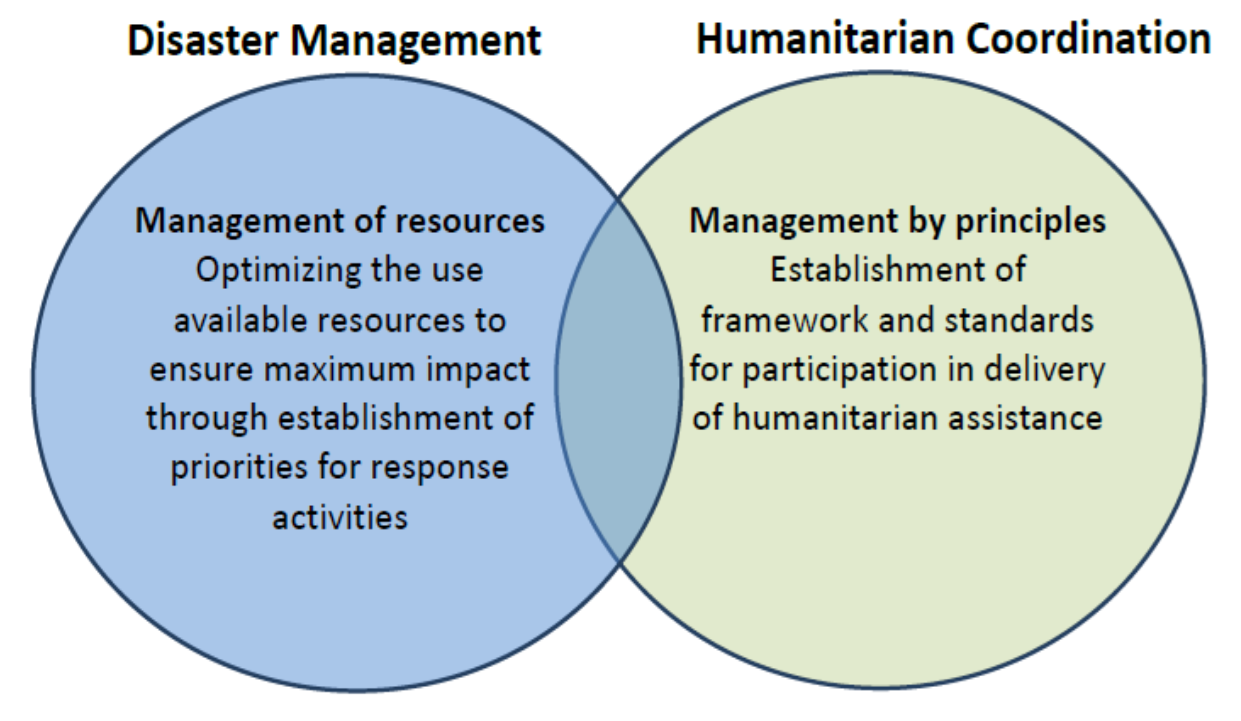 Disaster Management
Humanitarian Coordination
Management of resources
Optimizing the use
available resources to
ensure maximum impact
through establishment of
priorities for response
activities
Management by principles
Establishment of
framework and standards
for participation in delivery
of humanitarian assistance